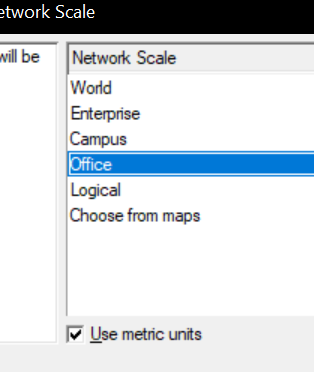 etwork Scale
will be
Network Scale
World
Enterprise
Campus
Office
Logical
Choose from maps
Use metric units